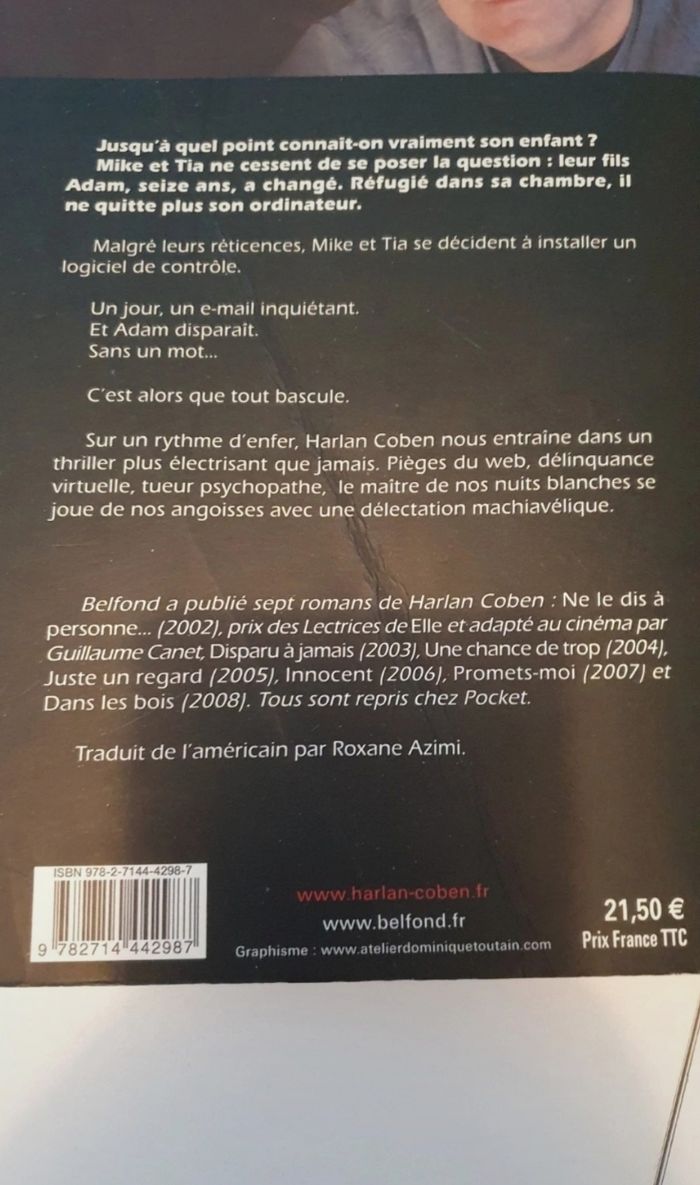 Jusqu'à quel point connaît-on vraiment son enfant ?
Mike et Tia ne cessent de se poser la question : leur fils
Adam, seize ans, a changé. Réfugié dans sa chambre, il
ne quitte plus son ordinateur.
Malgré leurs réticences, Mike et Tia se décident à installer un
logiciel de contrôle.
Un jour, un e-mail inquiétant.
Et Adam disparaît.
Sans un mot...
C'est alors que tout bascule.
Sur un rythme d'enfer, Harlan Coben nous entraîne dans un
thriller plus électrisant que jamais. Pièges du web, délinquance
virtuelle, tueur psychopathe, le maître de nos nuits blanches se
joue de nos angoisses avec une délectation machiavélique.
Belfond a publié sept romans de Harlan Coben : Ne le dis à
personne... (2002), prix des Lectrices de Elle et adapté au cinéma par
Guillaume Canet, Disparu à jamais (2003), Une chance de trop (2004),
Juste un regard (2005), Innocent (2006), Promets-moi (2007) et
Dans les bois (2008). Tous sont repris chez Pocket.
Traduit de l'américain par Roxane Azimi.
ISBN 978-2-7144-4298-7
9 782714 442987
www.harlan-coben.fr
www.belfond.fr
Graphisme : www.atelierdominiquetoutain.com
21,50 €
Prix France TTC